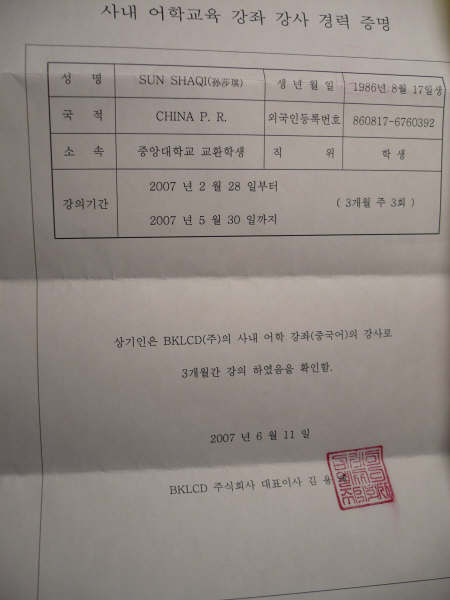 사내 어학교육 강좌 강사 경력 증명
성 명 SUN SHAQI(孙莎琪) 생 년 월 일 1986년 8월 17일생
국 적 CHINA P. R. 외국인등록번호 860817-6760392
소 속 중앙대학교 교환학생 직 위 학 생
강의기간 2007 년 2 월 28 일부터
2007 년 5 월 30 일까지
( 3개월 주 3회 )
상기인은 BKLCD(주)의 사내 어학 강좌(중국어)의 강사로
3개월간 강의 하였음을 확인함.
2007 년 6 월 11 일
BKLCD 주식회사 대표이사 김 용